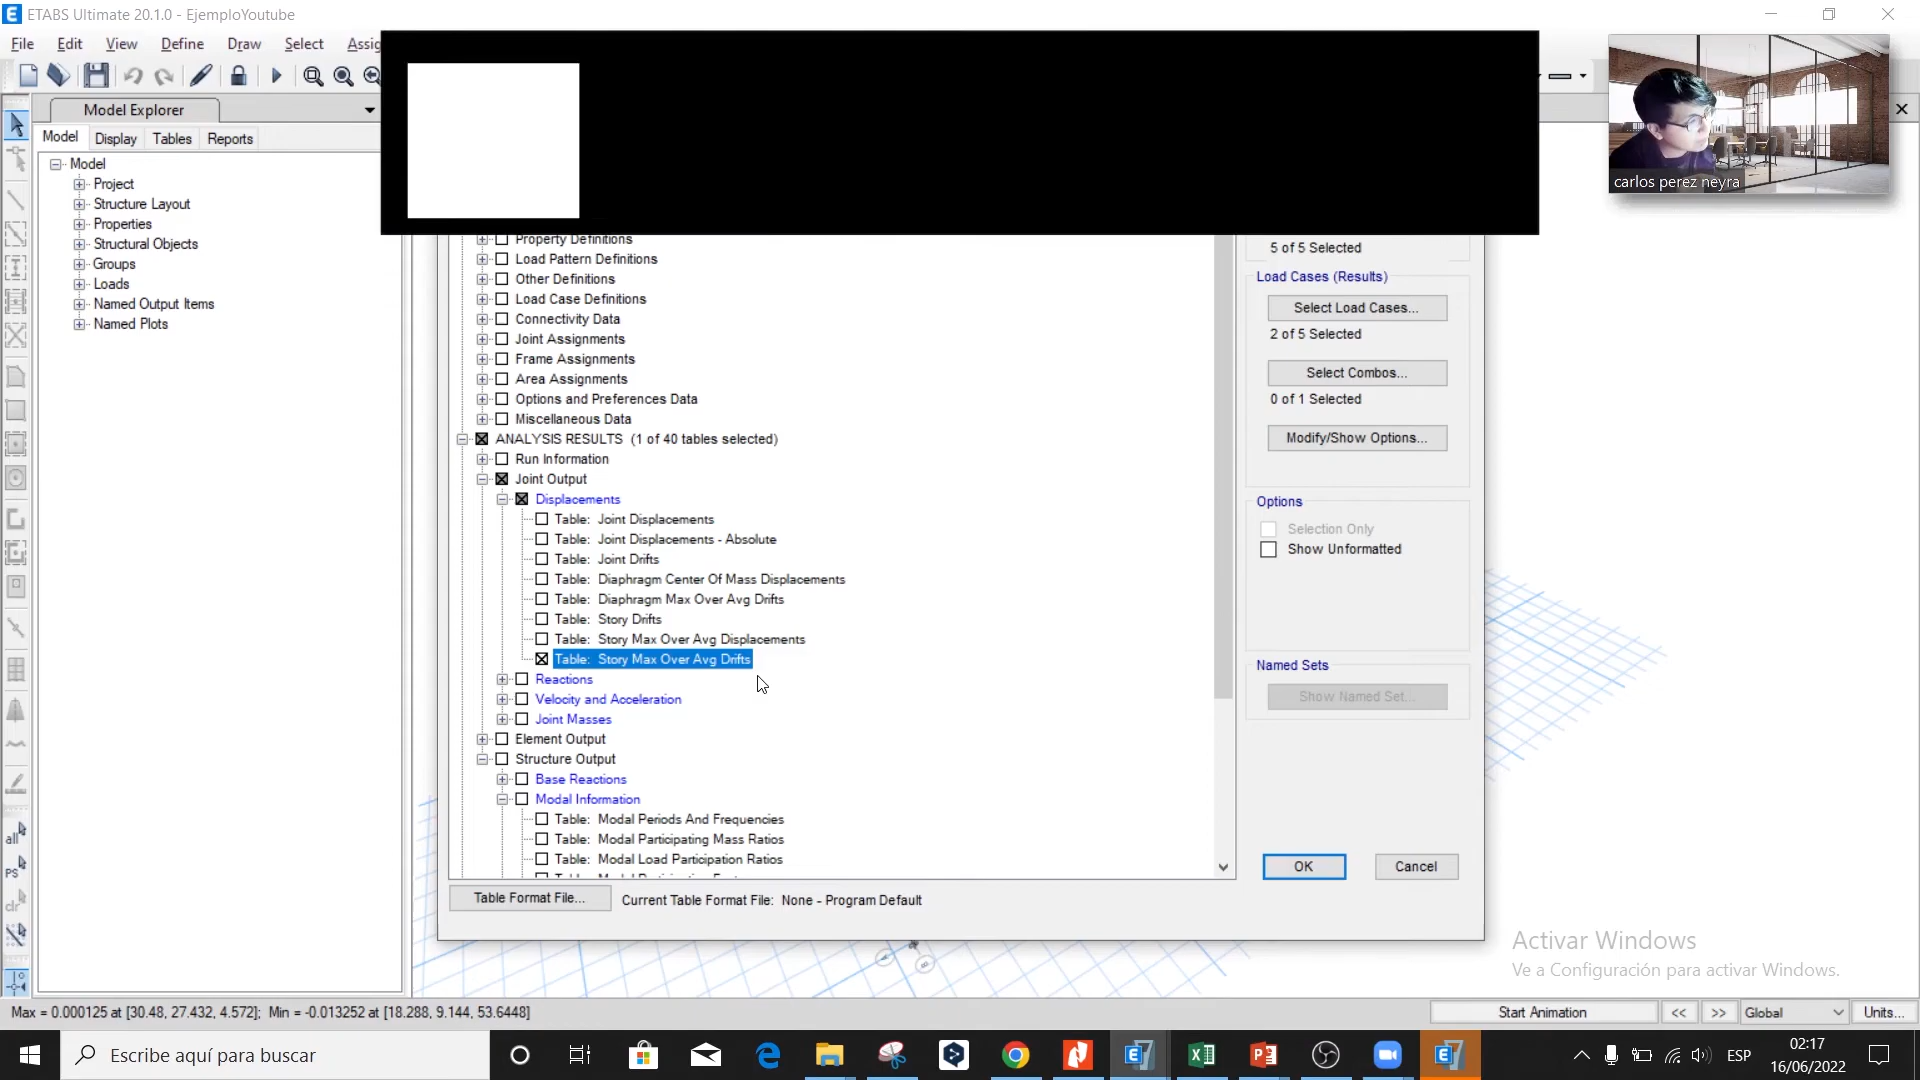 ETABS Ultimate 20.1.0 - EjemploYoutube
File Edit View Define Draw Select Assig
Model Explorer
Model Display Tables Reports
Model
Project
Structure Layout
Properties
Structural Objects
Groups
Loads
Named Output Items
Named Plots
carlos perez neyra
Property Definitions
Load Pattern Definitions
Other Definitions
Load Case Definitions
Connectivity Data
Joint Assignments
Frame Assignments
Area Assignments
Options and Preferences Data
Miscellaneous Data
ANALYSIS RESULTS (1 of 40 tables selected)
Run Information
Joint Output
Displacements
Table: Joint Displacements
Table: Joint Displacements - Absolute
Table: Joint Drifts
Table: Diaphragm Center Of Mass Displacements
Table: Diaphragm Max Over Avg Drifts
Table: Story Drifts
Table: Story Max Over Avg Displacements
Table: Story Max Over Avg Drifts
Reactions
Velocity and Acceleration
Joint Masses
Element Output
Structure Output
Base Reactions
Modal Information
Table: Modal Periods And Frequencies
Table: Modal Participating Mass Ratios
Table: Modal Load Participation Ratios
5 of 5 Selected
Load Cases (Results)
Select Load Cases...
2 of 5 Selected
Select Combos...
0 of 1 Selected
Modify/Show Options...
Options
Selection Only
Show Unformatted
Named Sets
Show Named Set...
OK Cancel
Table Format File... Current Table Format File: None - Program Default
all
PS
clr
Activar Windows
Ve a Configuración para activar Windows.
Max = 0.000125 at [30.48, 27.432, 4.572]; Min = -0.013252 at [18.288, 9.144, 53.6448]
Start Animation << >> Global Units...
Escribe aquí para buscar
ESP
02:17
16/06/2022